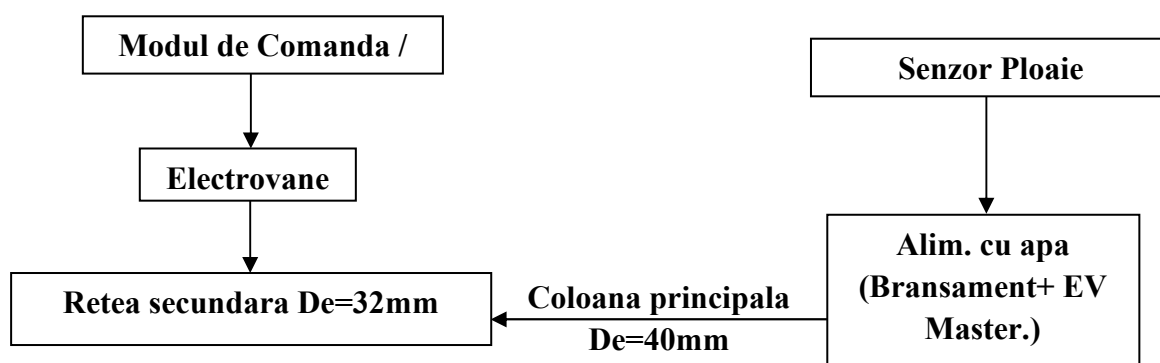 Modul de Comanda /
Senzor Ploaie
Electrovane
Alim. cu apa
(Bransament+ EV
Master.)
Retea secundara De=32mm
Coloana principala
De=40mm